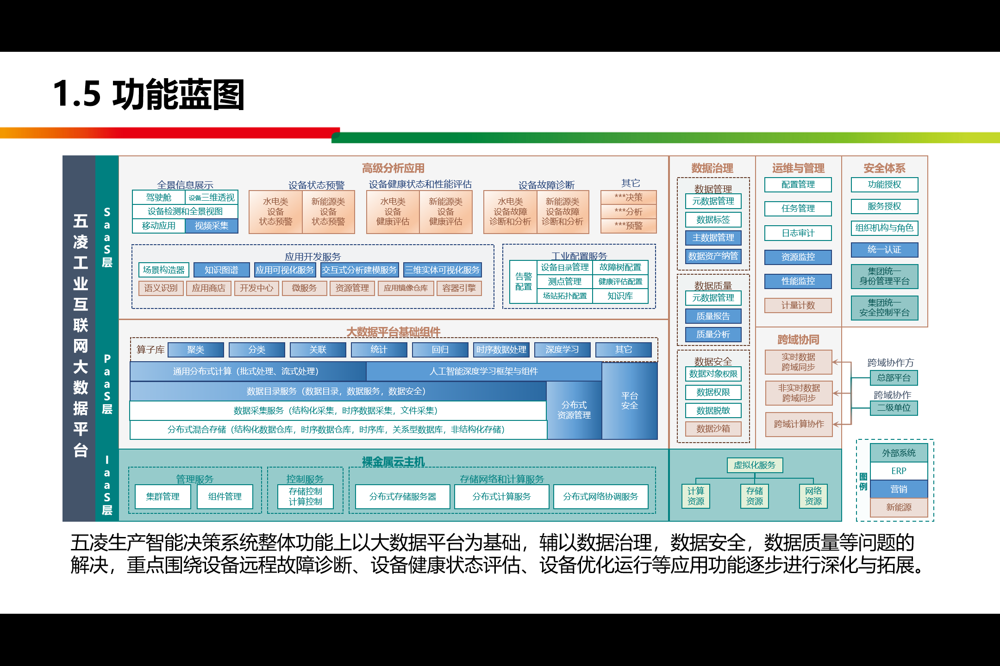 1.5 功能蓝图
五凌工业互联网大数据平台
SaaS层
PaaS层
IaaS层
高级分析应用
全景信息展示
驾驶舱
设备三维透视
设备检测和全景视图
移动应用
视频采集
设备状态预警
水电类
设备
状态预警
新能源类
设备
状态预警
设备健康状态和性能评估
水电类
设备
健康评估
新能源类
设备
健康评估
设备故障诊断
水电类
设备故障
诊断和分析
新能源类
设备故障
诊断和分析
其它
***决策
***分析
***预警
应用开发服务
场景构造器
知识图谱
应用可视化服务
交互式分析建模服务
三维实体可视化服务
语义识别
应用商店
开发中心
微服务
资源管理
应用镜像仓库
容器引擎
工业配置服务
告警
配置
设备目录管理
故障树配置
测点管理
健康评估配置
场站拓扑配置
知识库
大数据平台基础组件
算子库
聚类
分类
关联
统计
回归
时序数据处理
深度学习
其它
通用分布式计算（批式处理、流式处理）
人工智能深度学习框架与组件
数据目录服务（数据目录，数据服务，数据安全）
数据采集服务（结构化采集，时序数据采集，文件采集）
分布式混合存储（结构化数据仓库，时序数据仓库，时序库，关系型数据库，非结构化存储）
分布式
资源管理
平台
安全
裸金属云主机
管理服务
集群管理
组件管理
控制服务
存储控制
计算控制
存储网络和计算服务
分布式存储服务器
分布式计算服务
分布式网络协调服务
数据治理
数据管理
元数据管理
数据标签
主数据管理
数据资产纳管
数据质量
元数据管理
质量报告
质量分析
数据安全
数据对象权限
数据权限
数据脱敏
数据沙箱
运维与管理
配置管理
任务管理
日志审计
资源监控
性能监控
计量计数
安全体系
功能授权
服务授权
组织机构与角色
统一认证
集团统一
身份管理平台
集团统一
安全控制平台
跨域协同
实时数据
跨域同步
非实时数据
跨域同步
跨域计算协作
跨域协作方
总部平台
跨域协作
二级单位
虚拟化服务
计算
资源
存储
资源
网络
资源
图例
外部系统
ERP
营销
新能源
五凌生产智能决策系统整体功能上以大数据平台为基础，辅以数据治理，数据安全，数据质量等问题的
解决，重点围绕设备远程故障诊断、设备健康状态评估、设备优化运行等应用功能逐步进行深化与拓展。